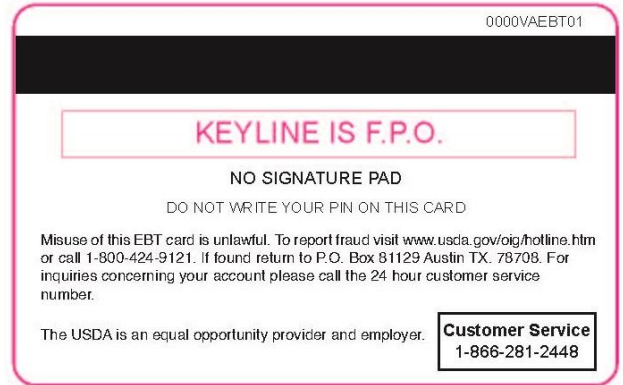 0000VAEBT01
KEYLINE IS F.P.O.
NO SIGNATURE PAD
DO NOT WRITE YOUR PIN ON THIS CARD
Misuse of this EBT card is unlawful. To report fraud visit www.usda.gov/oig/hotline.htm
or call 1-800-424-9121. If found return to P.O. Box 81129 Austin TX. 78708. For
inquiries concerning your account please call the 24 hour customer service
number.
The USDA is an equal opportunity provider and employer.
Customer Service
1-866-281-2448